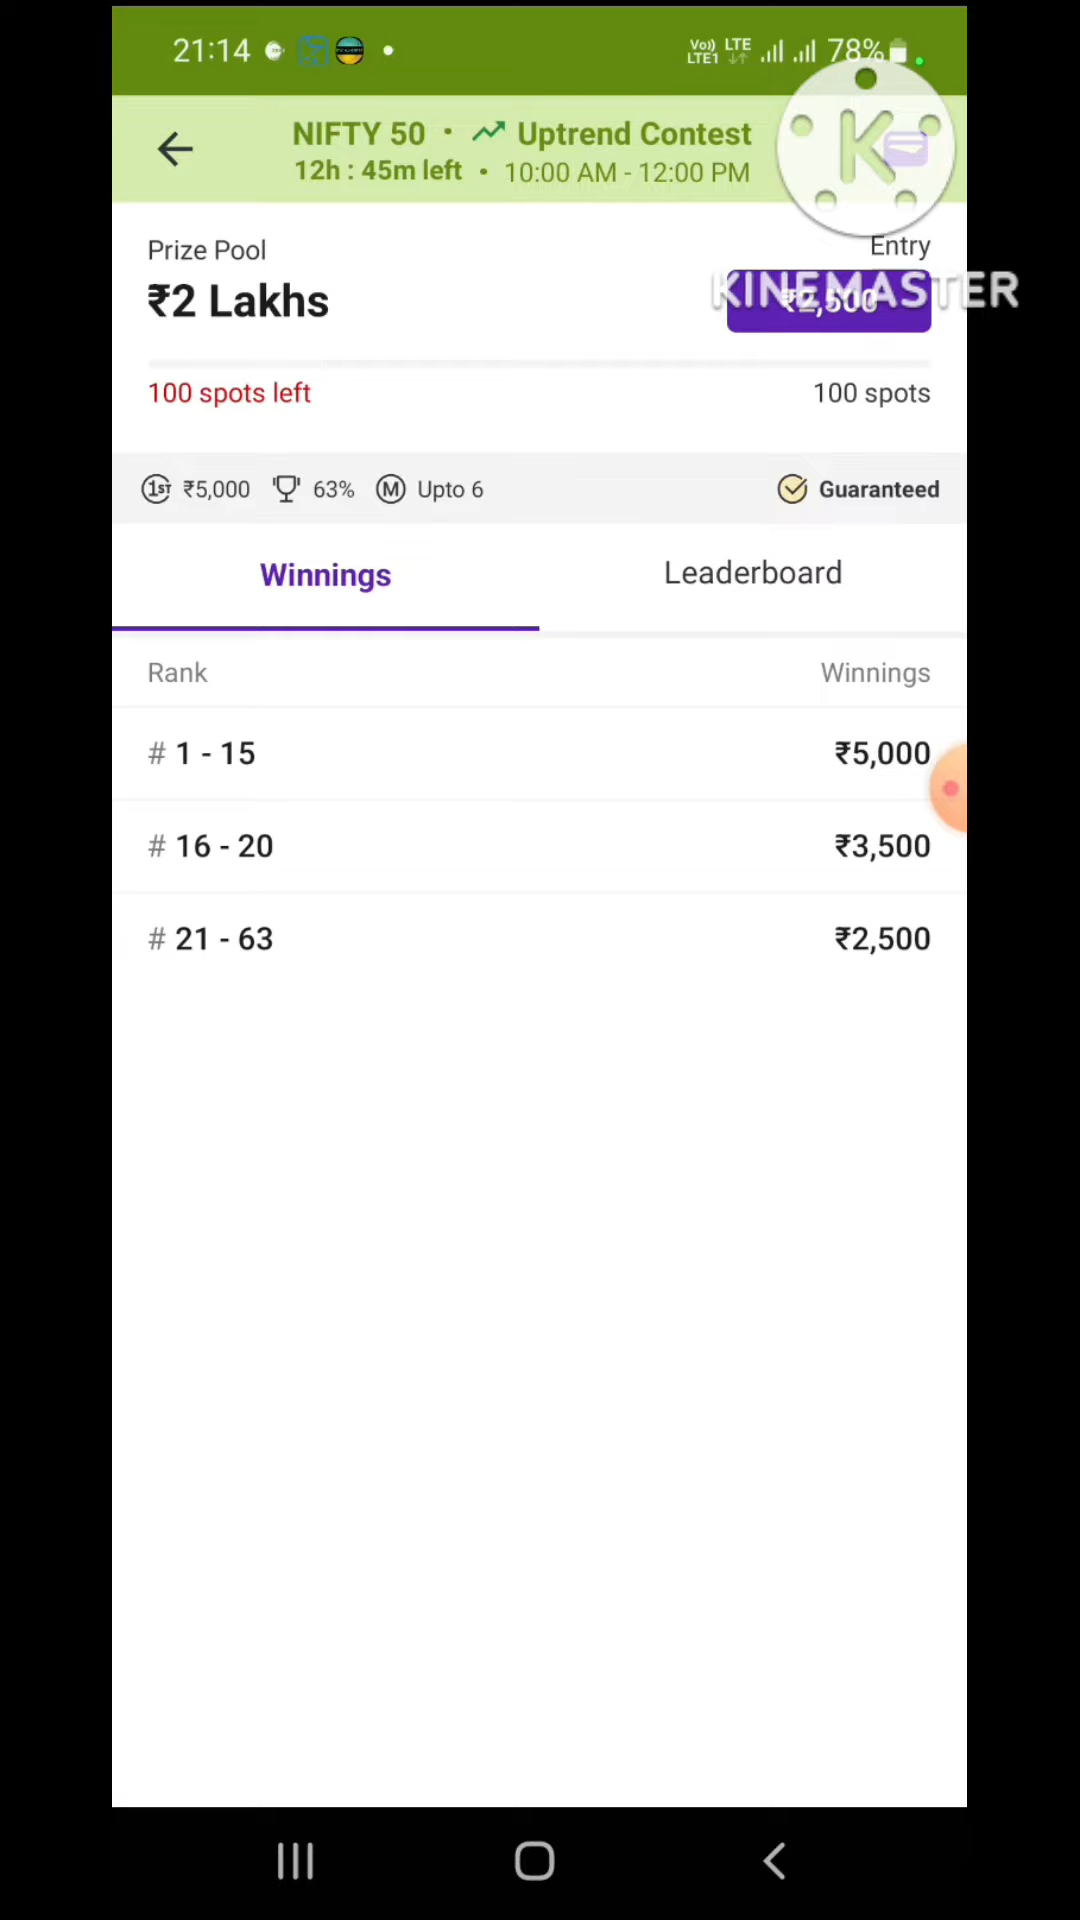 21:14
Vo)) LTE
LTE1
78%
NIFTY 50 • Uptrend Contest
12h : 45m left • 10:00 AM - 12:00 PM
K
Prize Pool
Entry
₹2 Lakhs
₹2,500
KINEMASTER
100 spots left
100 spots
1ST ₹5,000 63% M Upto 6
Guaranteed
Winnings
Leaderboard
Rank
Winnings
# 1 - 15
₹5,000
# 16 - 20
₹3,500
# 21 - 63
₹2,500